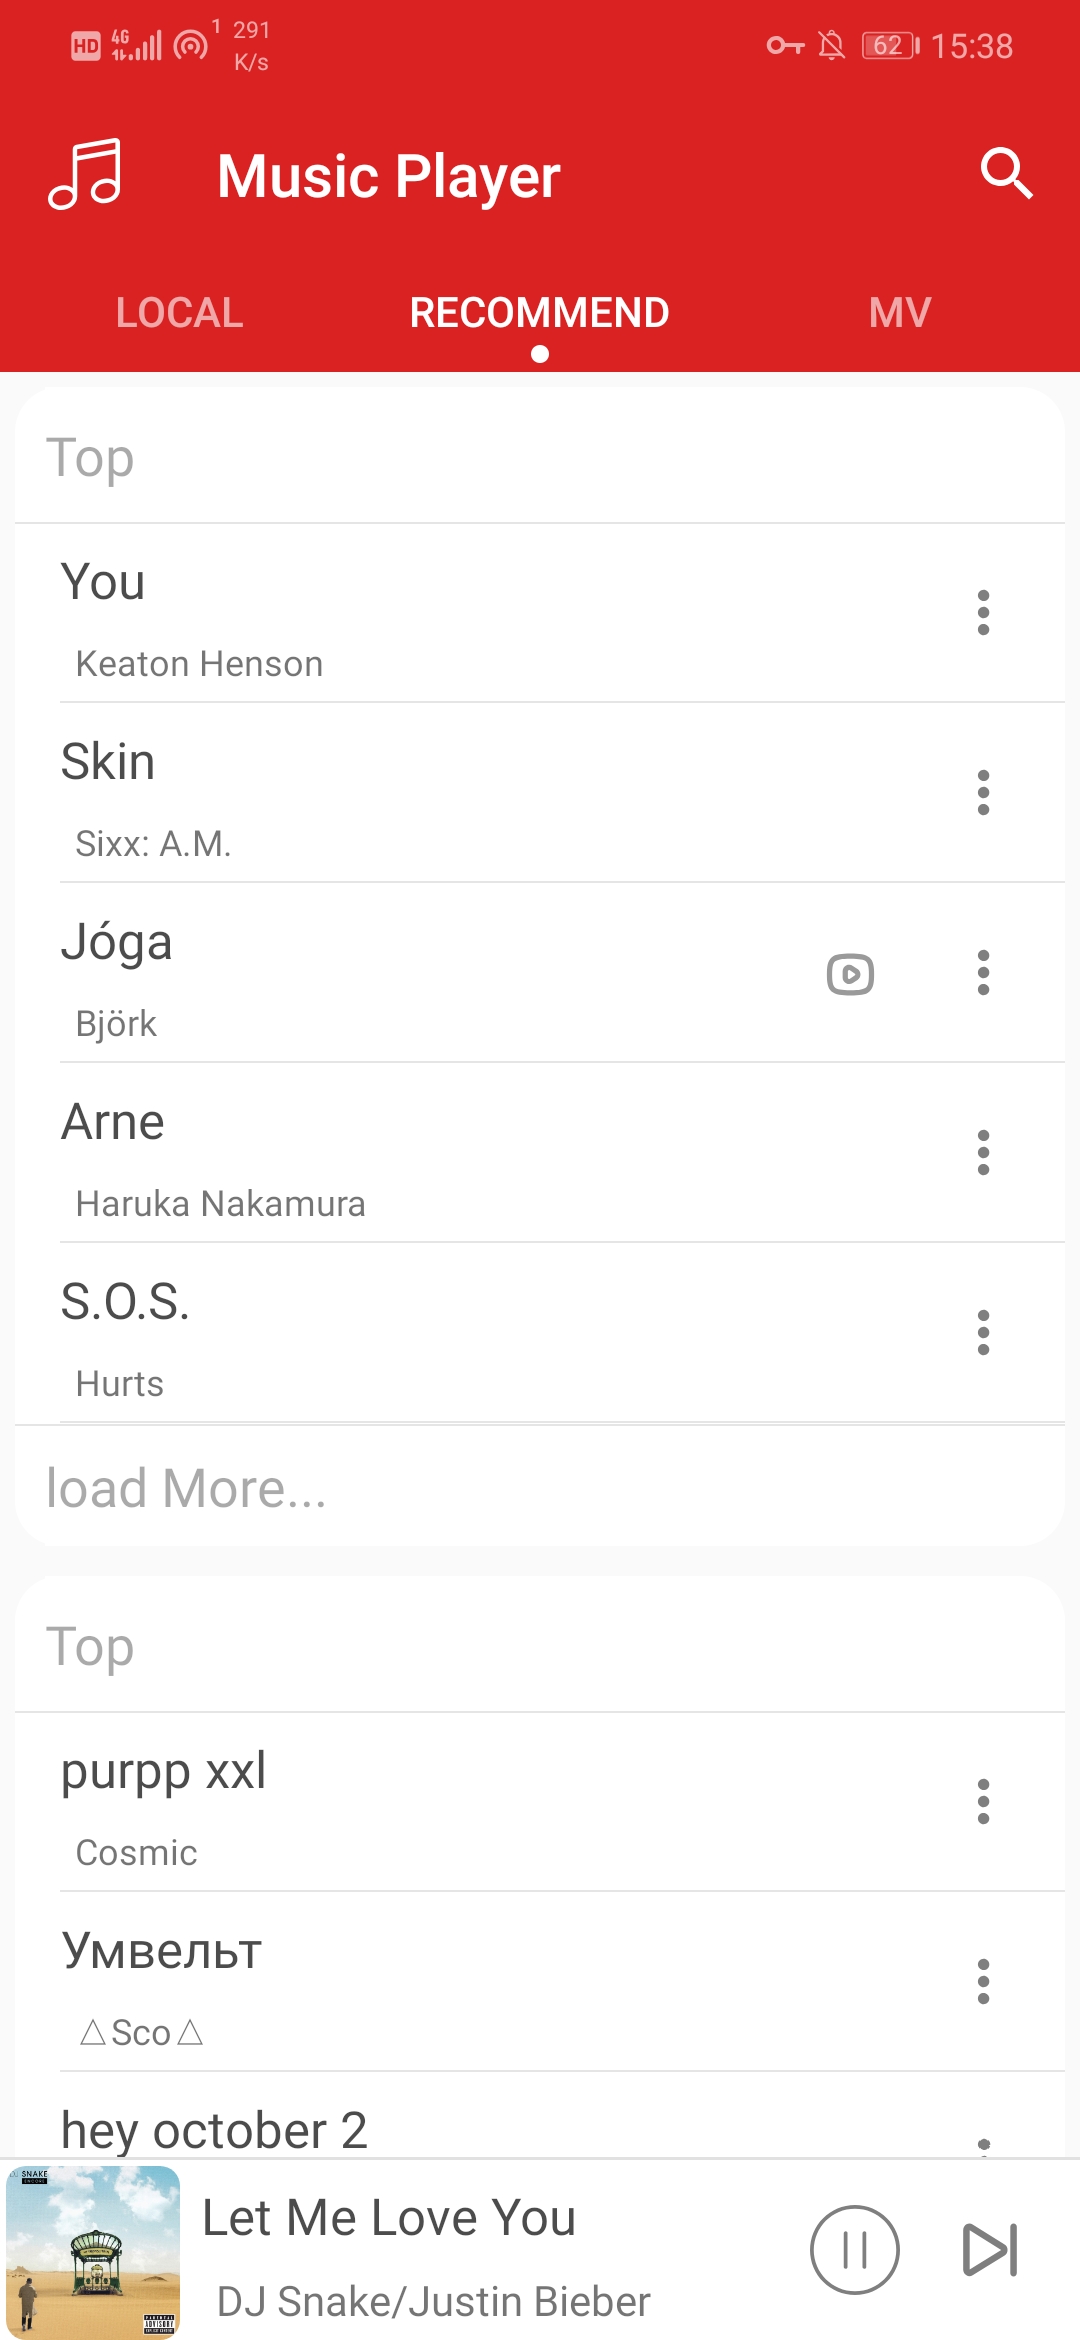 HD 4G 1 291 K/s 62 15:38
Music Player
LOCAL RECOMMEND MV
Top
You
Keaton Henson
Skin
Sixx: A.M.
Jóga
Björk
Arne
Haruka Nakamura
S.O.S.
Hurts
load More...
Top
purpp xxl
Cosmic
Умвельт
△Sco△
hey october 2
SNAKE
Let Me Love You
DJ Snake/Justin Bieber